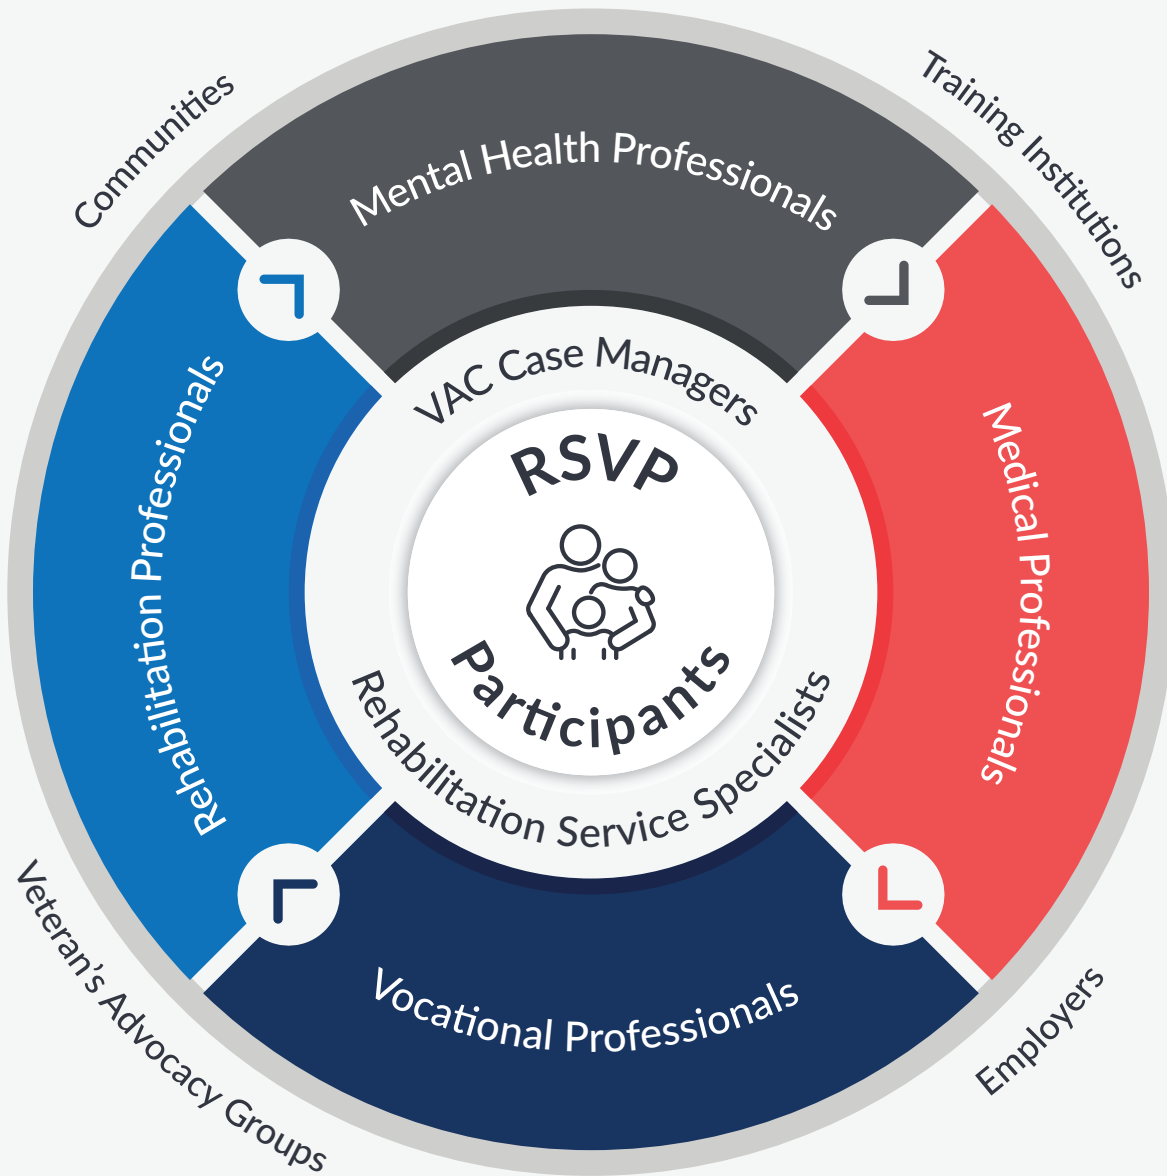 Communities
Training Institutions
Mental Health Professionals
VAC Case Managers
RSVP
Participants
Rehabilitation Service Specialists
Rehabilitation Professionals
Medical Professionals
Vocational Professionals
Veteran's Advocacy Groups
Employers